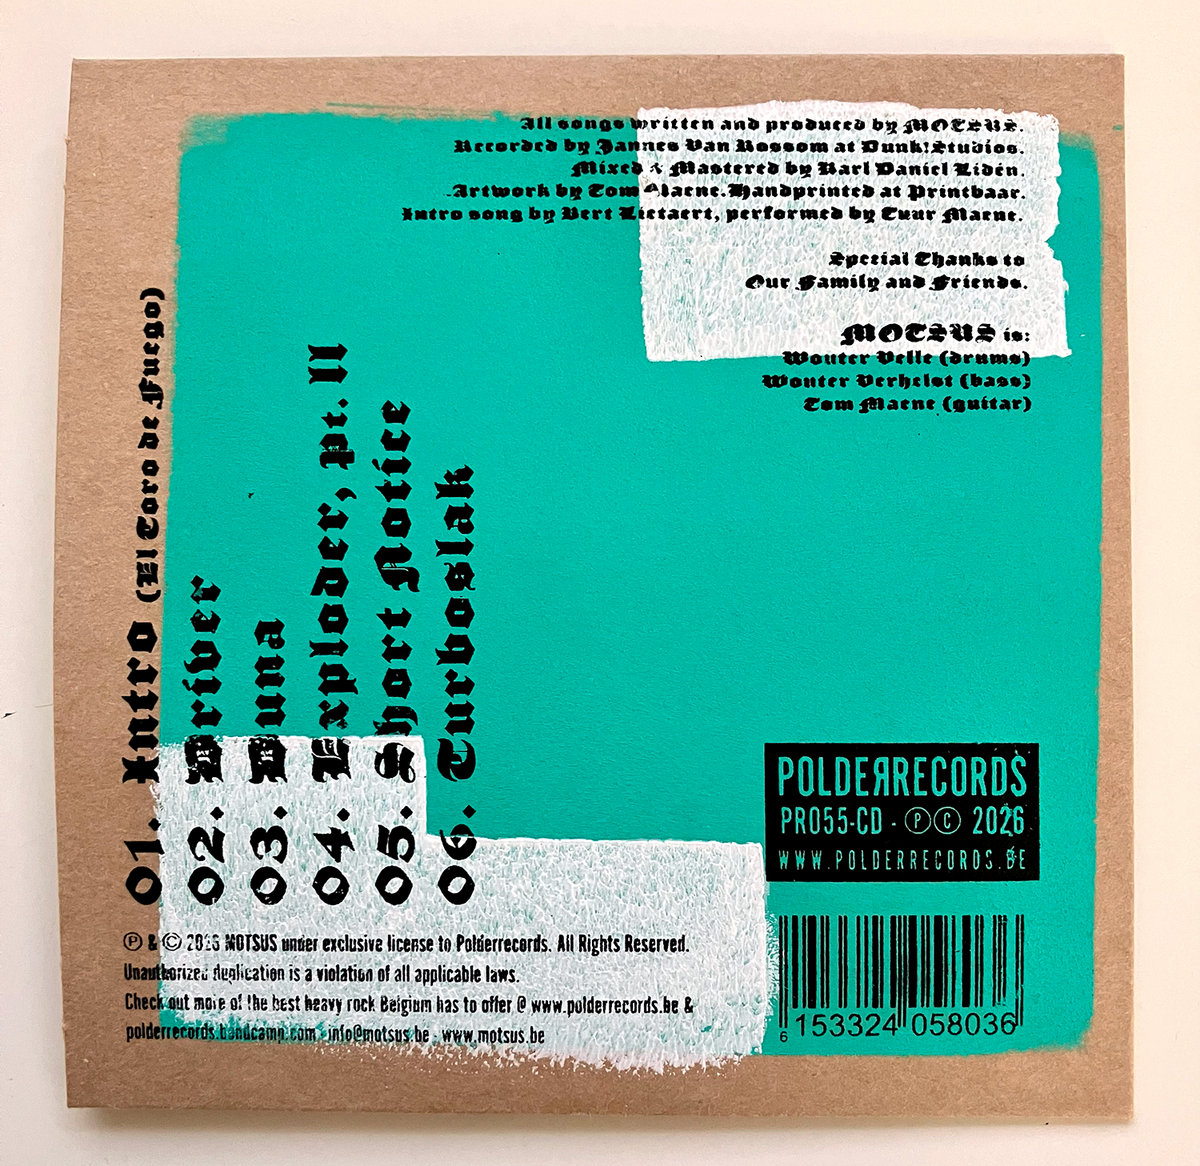 All songs written and produced by MOTSUS.
Recorded by Jannes Van Rossom at Dunk!Studios.
Mixed & Mastered by Karl Daniel Lidén.
Artwork by Tom Maene. Handprinted at Printbaar.
Intro song by Bert Lietaert, performed by Tuur Maene.
Special Thanks to
Our Family and Friends.
MOTSUS is:
Wouter Velle (drums)
Wouter Verhelst (bass)
Tom Maene (guitar)
01. Intro (El Toro de Fuego)
02. Driver
03. Duna
04. Exploder, pt. II
05. Short Notice
06. Turboslak
POLDERRECORDS
PR055-CD - Ⓟ Ⓒ 2026
WWW.POLDERRECORDS.BE
Ⓟ & Ⓒ 2026 MOTSUS under exclusive license to Polderrecords. All Rights Reserved.
Unauthorized duplication is a violation of all applicable laws.
Check out more of the best heavy rock Belgium has to offer @ www.polderrecords.be &
polderrecords.bandcamp.com - info@motsus.be - www.motsus.be
6 153324 058036